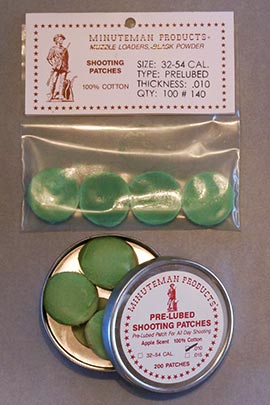 MINUTEMAN PRODUCTS
MUZZLE LOADERS, BLACK POWDER
SHOOTING
PATCHES
100% COTTON
SIZE: 32-54 CAL.
TYPE: PRELUBED
THICKNESS: .010
QTY: 100 # 140
MINUTEMAN PRODUCTS
PRE-LUBED
SHOOTING PATCHES
Pre-Lubed Patch For All Day Shooting
Apple Scent 100% Cotton
32-54 CAL.
.010
.015
200 PATCHES